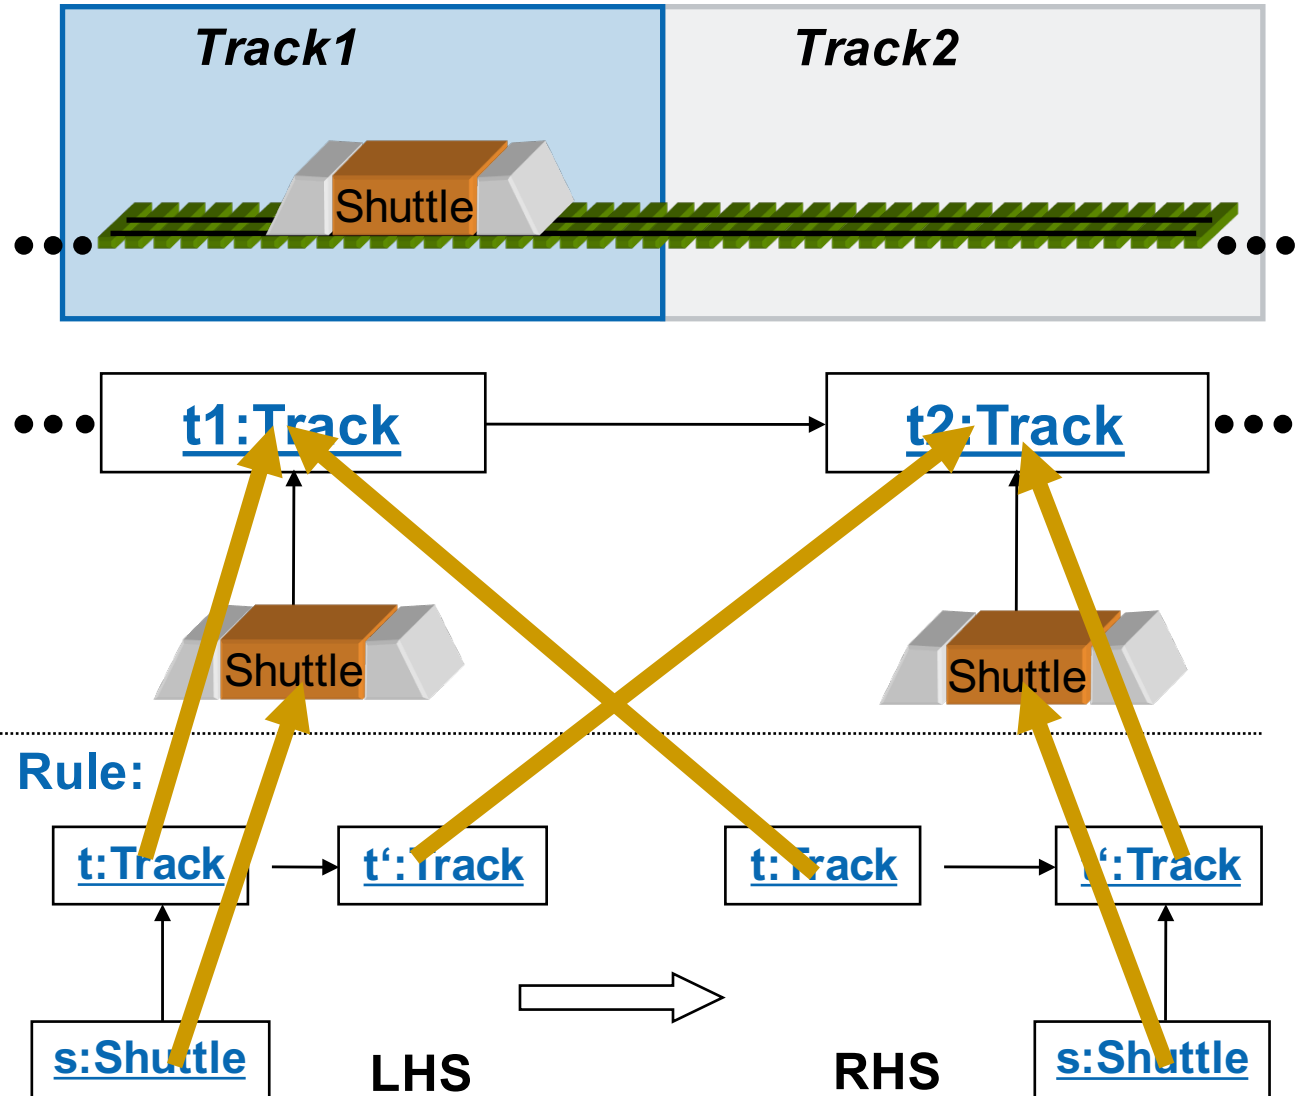 Track1 Track2
Shuttle
t1:Track t2:Track
Shuttle Shuttle
Rule:
t:Track t‘:Track t:Track t‘:Track
s:Shuttle LHS RHS s:Shuttle